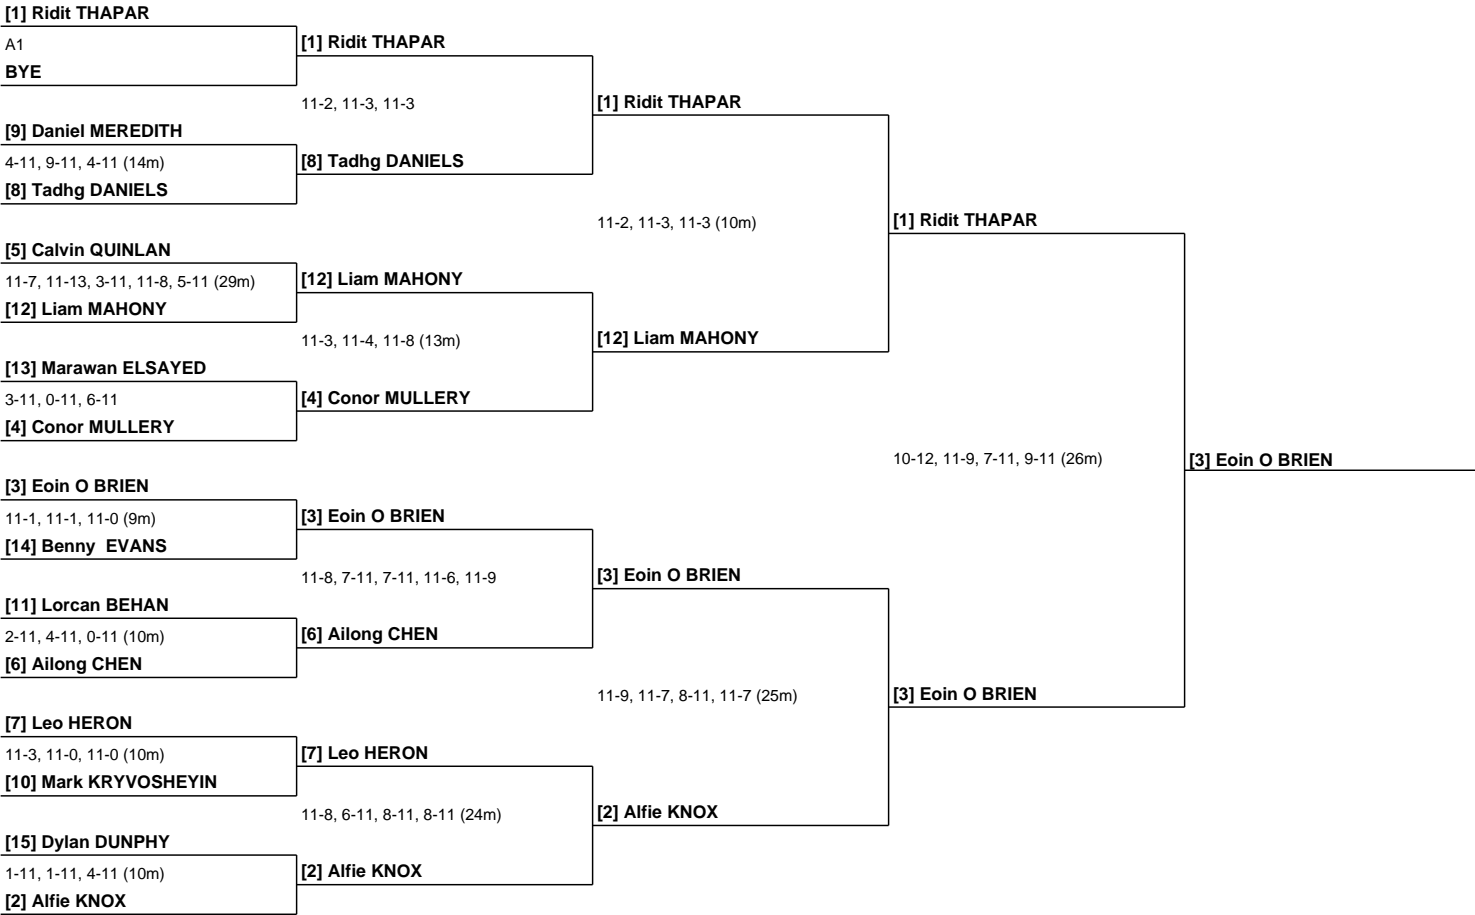 [1] Ridit THAPAR
A1
BYE
[9] Daniel MEREDITH
4-11, 9-11, 4-11 (14m)
[8] Tadhg DANIELS
[5] Calvin QUINLAN
11-7, 11-13, 3-11, 11-8, 5-11 (29m)
[12] Liam MAHONY
[13] Marawan ELSAYED
3-11, 0-11, 6-11
[4] Conor MULLERY
[3] Eoin O BRIEN
11-1, 11-1, 11-0 (9m)
[14] Benny  EVANS
[11] Lorcan BEHAN
2-11, 4-11, 0-11 (10m)
[6] Ailong CHEN
[7] Leo HERON
11-3, 11-0, 11-0 (10m)
[10] Mark KRYVOSHEYIN
[15] Dylan DUNPHY
1-11, 1-11, 4-11 (10m)
[2] Alfie KNOX
[1] Ridit THAPAR
11-2, 11-3, 11-3
[8] Tadhg DANIELS
[12] Liam MAHONY
11-3, 11-4, 11-8 (13m)
[4] Conor MULLERY
[3] Eoin O BRIEN
11-8, 7-11, 7-11, 11-6, 11-9
[6] Ailong CHEN
[7] Leo HERON
11-8, 6-11, 8-11, 8-11 (24m)
[2] Alfie KNOX
[1] Ridit THAPAR
11-2, 11-3, 11-3 (10m)
[12] Liam MAHONY
[3] Eoin O BRIEN
11-9, 11-7, 8-11, 11-7 (25m)
[2] Alfie KNOX
[1] Ridit THAPAR
10-12, 11-9, 7-11, 9-11 (26m)
[3] Eoin O BRIEN
[3] Eoin O BRIEN